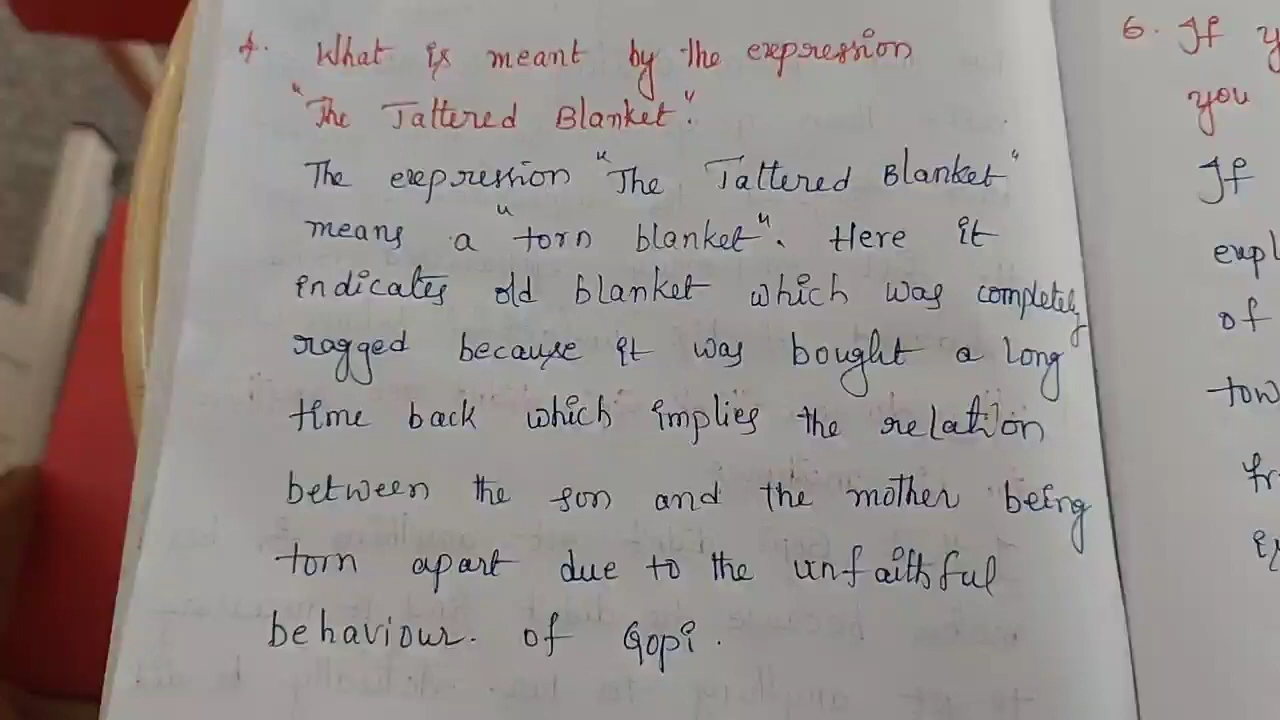 4. What is meant by the expression
"The Tattered Blanket".
The expression "The Tattered Blanket"
means a "torn blanket". Here it
indicates old blanket which was completely
ragged because it was bought a long
time back which implies the relation
between the son and the mother being
torn apart due to the unfaithful
behaviour. of Gopi.
6. If y
you
If
expl
of
tow
fr